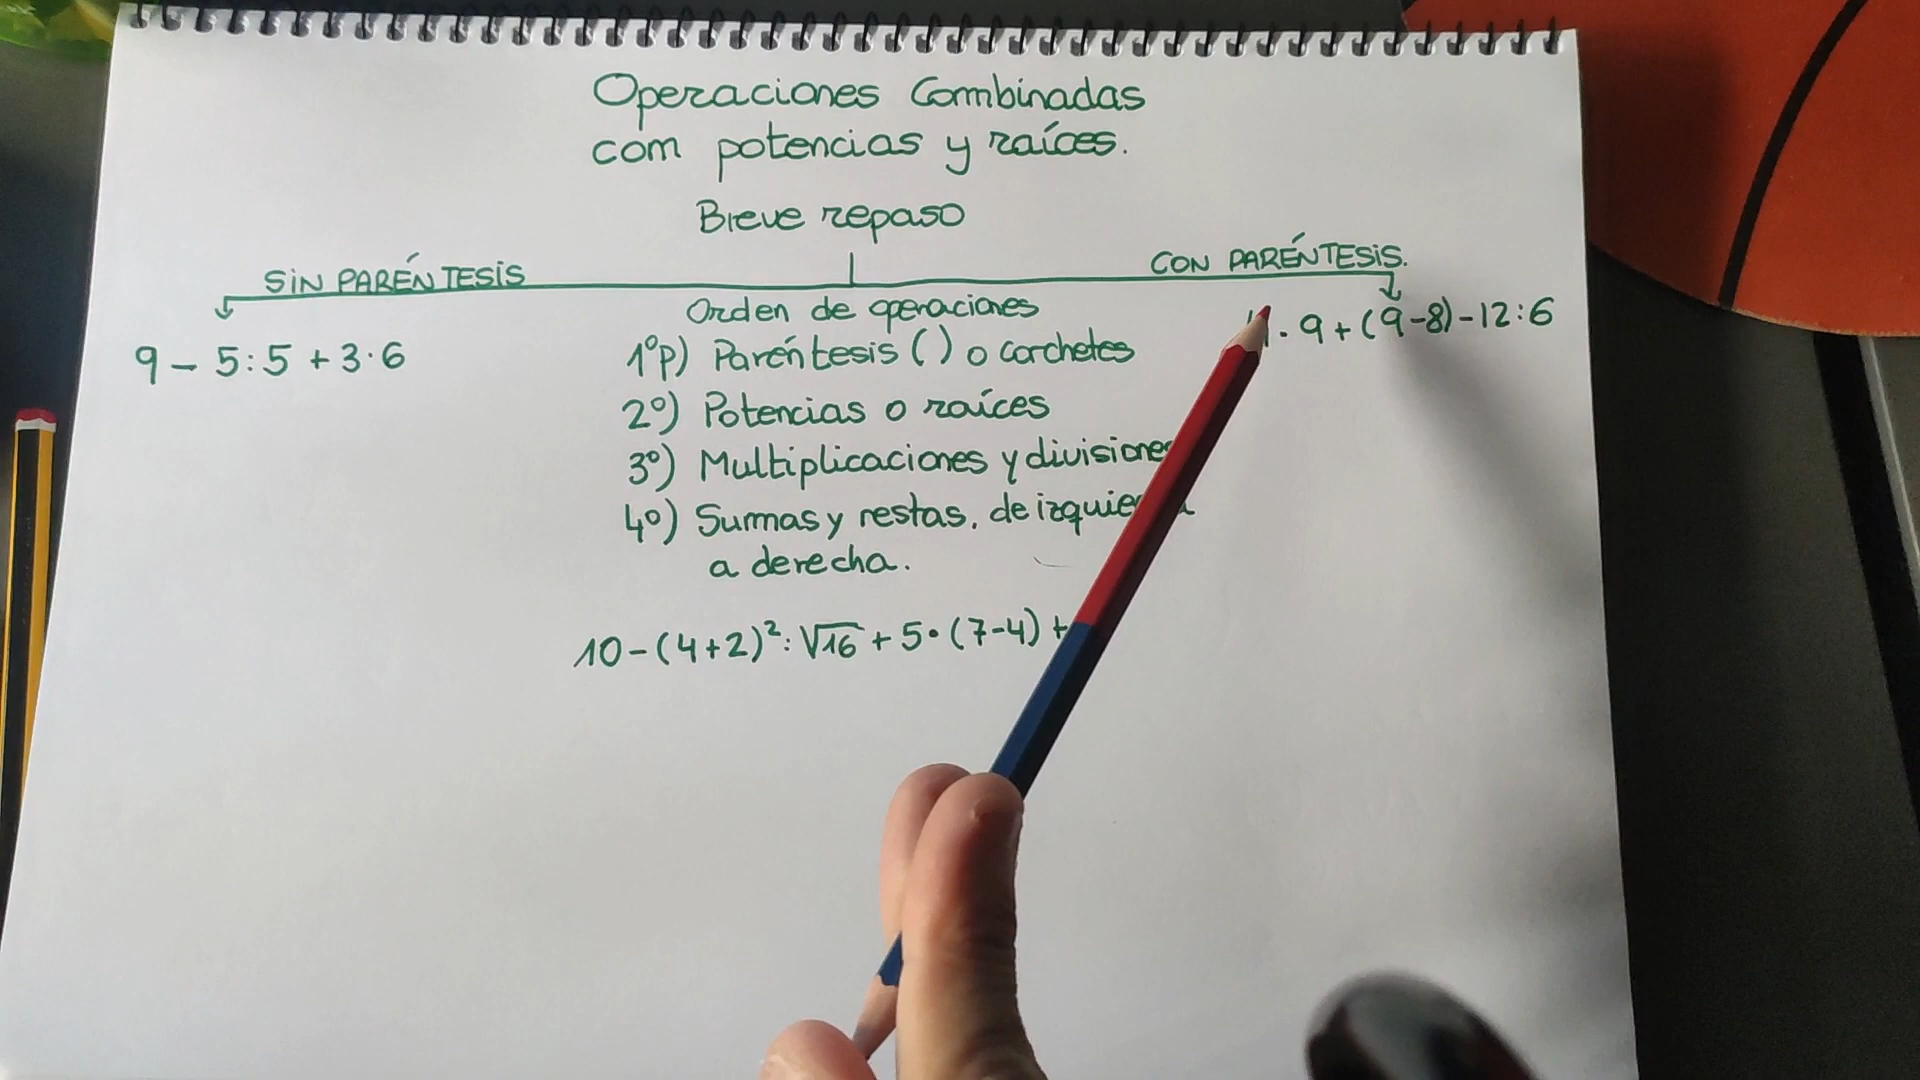 Operaciones Combinadas
com potencias y raíces.
Breve repaso
SIN PARÉNTESIS
CON PARÉNTESIS.
9 - 5:5 + 3·6
Orden de operaciones
1ºp) Paréntesis ( ) o corchetes
2º) Potencias o raíces
3º) Multiplicaciones y divisiones
4º) Sumas y restas, de
a derecha.
· 9 + (9-8) - 12:6
10 - (4+2)²: √16 + 5 · (7-4) +